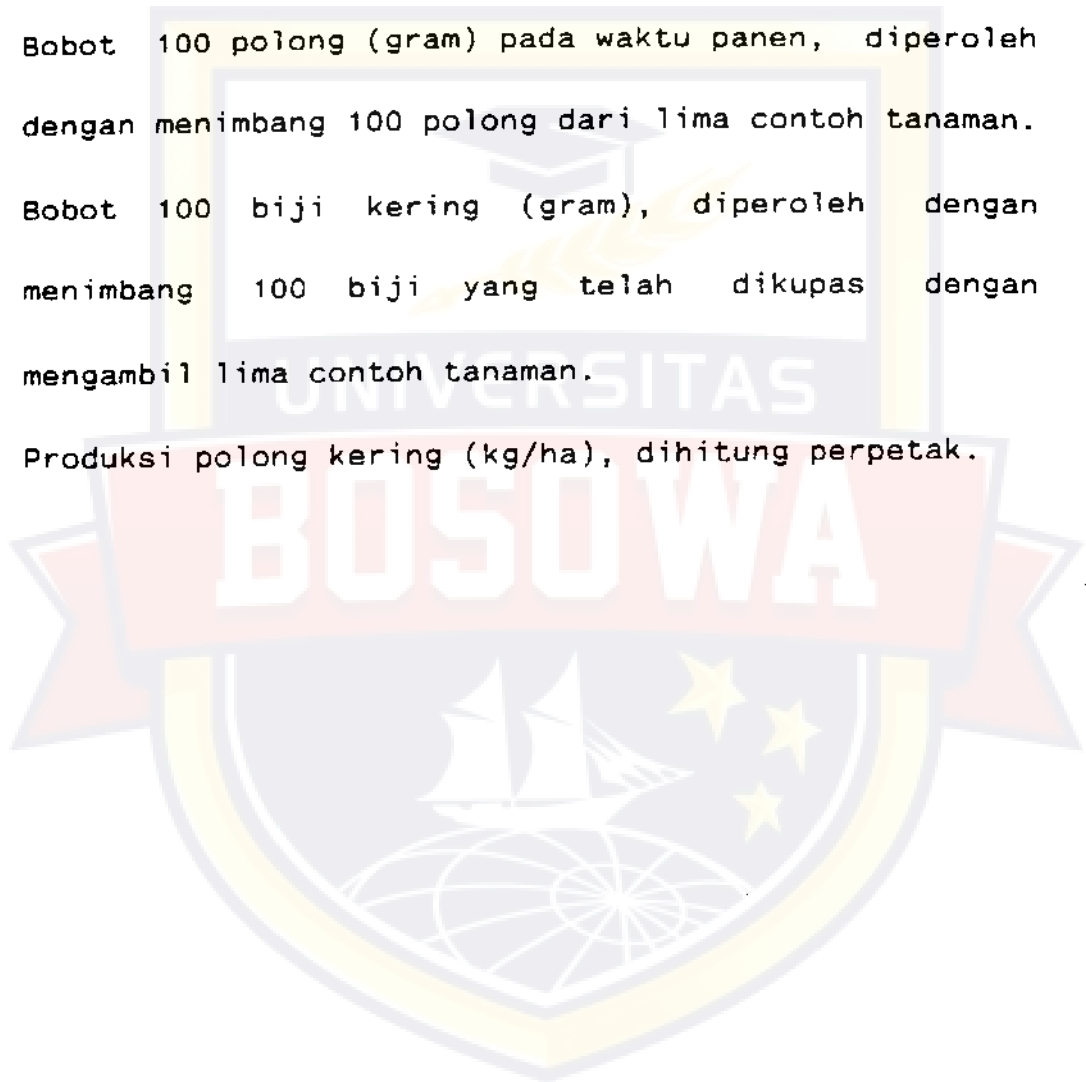 Bobot 100 polong (gram) pada waktu panen, diperoleh
dengan menimbang 100 polong dari lima contoh tanaman.
Bobot 100 biji kering (gram), diperoleh dengan
menimbang 100 biji yang telah dikupas dengan
mengambil lima contoh tanaman.
Produksi polong kering (kg/ha), dihitung perpetak.
UNIVERSITAS
BOSOWA